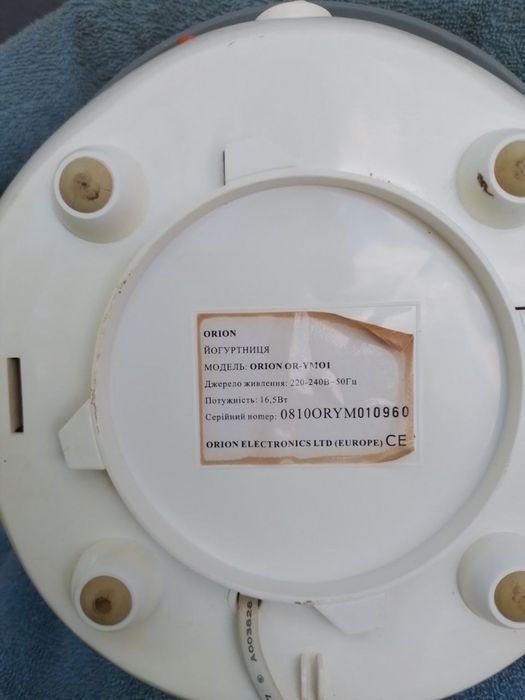 ORION
ЙОГУРТНИЦЯ
МОДЕЛЬ: ORION OR-YM01
Джерело живлення: 220-240В~50Гц
Потужність: 16,5Вт
Серійний номер: 0810ORYM010960
ORION ELECTRONICS LTD (EUROPE) CE
A003626